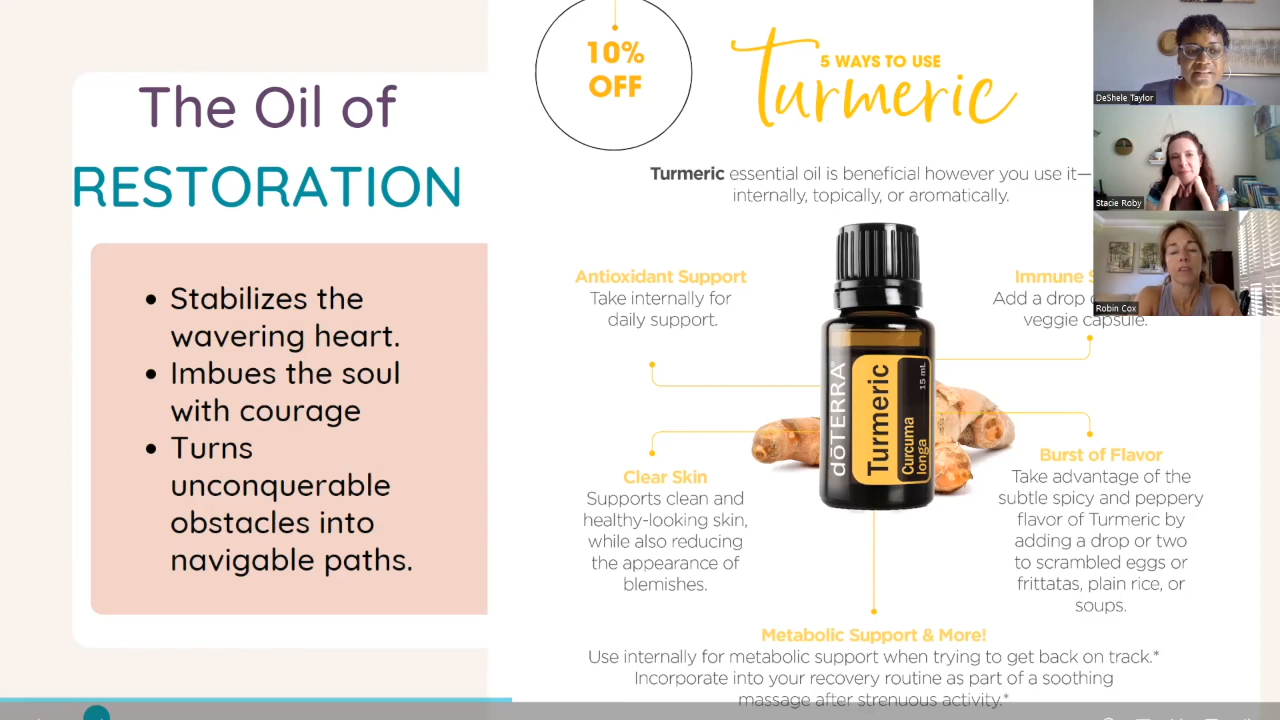 The Oil of
RESTORATION
Stabilizes the
wavering heart.
Imbues the soul
with courage
Turns
unconquerable
obstacles into
navigable paths.
10%
OFF
5 WAYS TO USE
Turmeric
Turmeric essential oil is beneficial however you use it—
internally, topically, or aromatically.
Antioxidant Support
Take internally for
daily support.
Immune
Add a drop
veggie capsule.
dōTERRA
Turmeric
Curcuma
longa
15 mL
Clear Skin
Supports clean and
healthy-looking skin,
while also reducing
the appearance of
blemishes.
Burst of Flavor
Take advantage of the
subtle spicy and peppery
flavor of Turmeric by
adding a drop or two
to scrambled eggs or
frittatas, plain rice, or
soups.
Metabolic Support & More!
Use internally for metabolic support when trying to get back on track.*
Incorporate into your recovery routine as part of a soothing
massage after strenuous activity.*
DeShele Taylor
Stacie Roby
Robin Cox